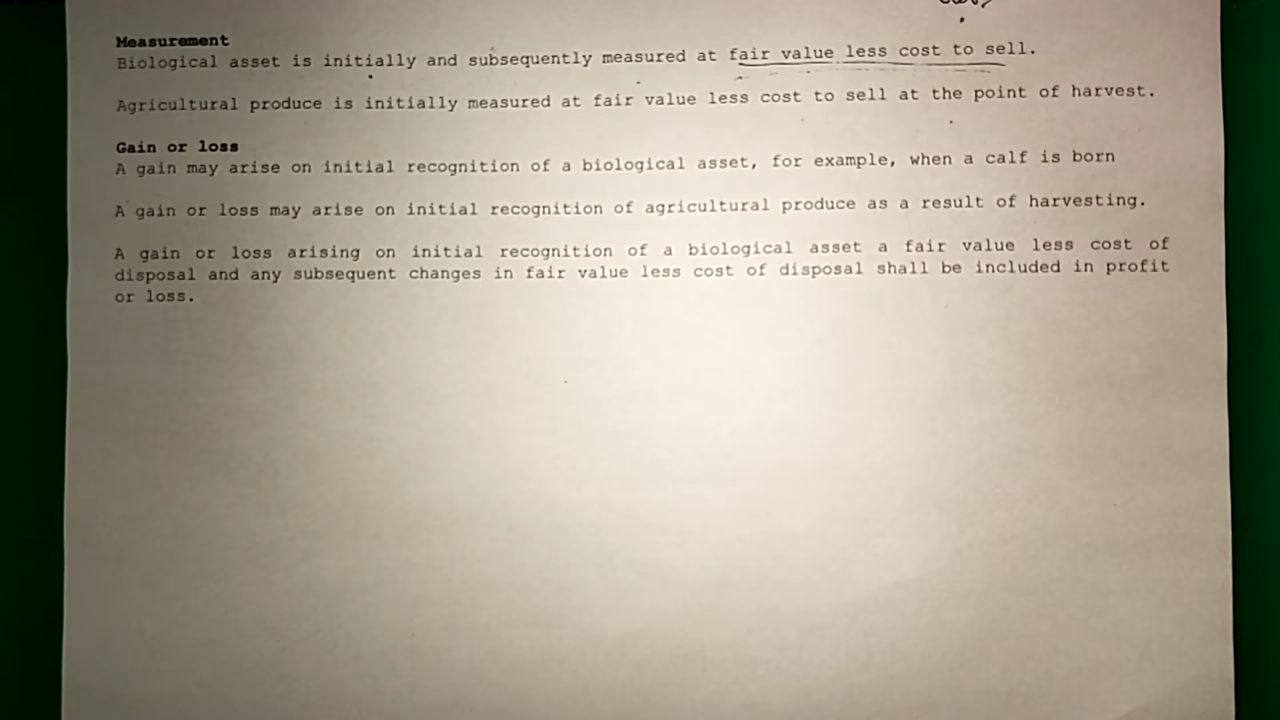 Measurement
Biological asset is initially and subsequently measured at fair value less cost to sell.
Agricultural produce is initially measured at fair value less cost to sell at the point of harvest.
Gain or loss
A gain may arise on initial recognition of a biological asset, for example, when a calf is born
A gain or loss may arise on initial recognition of agricultural produce as a result of harvesting.
A gain or loss arising on initial recognition of a biological asset a fair value less cost of
disposal and any subsequent changes in fair value less cost of disposal shall be included in profit
or loss.